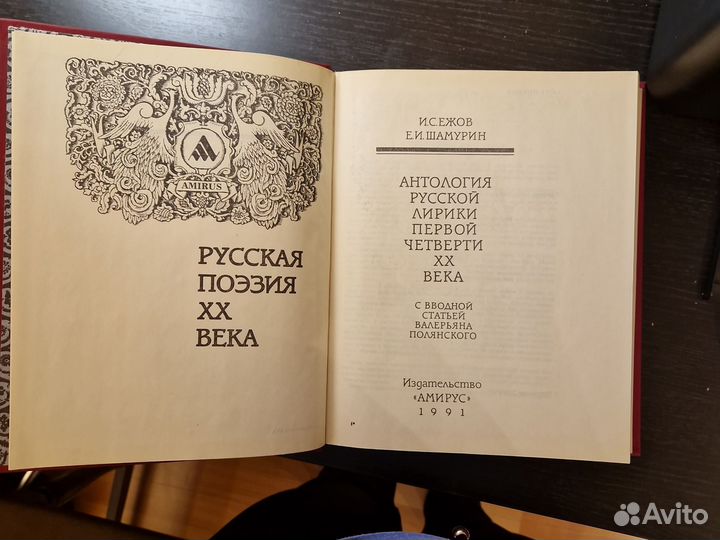 AMIRUS
РУССКАЯ
ПОЭЗИЯ
XX
ВЕКА
И.С.ЕЖОВ
Е.И.ШАМУРИН
АНТОЛОГИЯ
РУССКОЙ
ЛИРИКИ
ПЕРВОЙ
ЧЕТВЕРТИ
XX
ВЕКА
С ВВОДНОЙ
СТАТЬЕЙ
ВАЛЕРЬЯНА
ПОЛЯНСКОГО
Издательство
«АМИРУС»
1991
Avito